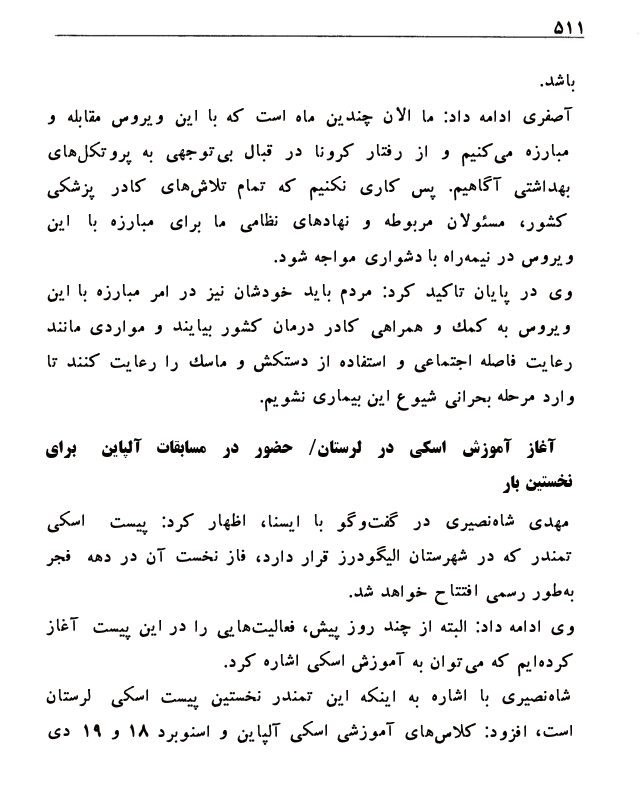 ۵۱۱
باشد.
آصفری ادامه داد: ما الان چندین ماه است که با این ویروس مقابله و
مبارزه می‌کنیم و از رفتار کرونا در قبال بی‌توجهی به پروتکل‌های
بهداشتی آگاهیم. پس کاری نکنیم که تمام تلاش‌های کادر پزشکی
کشور، مسئولان مربوطه و نهادهای نظامی ما برای مبارزه با این
ویروس در نیمه‌راه با دشواری مواجه شود.
وی در پایان تاکید کرد: مردم باید خودشان نیز در امر مبارزه با این
ویروس به کمك و همراهی کادر درمان کشور بیایند و مواردی مانند
رعایت فاصله اجتماعی و استفاده از دستکش و ماسك را رعایت کنند تا
وارد مرحله بحرانی شیوع این بیماری نشویم.
آغاز آموزش اسکی در لرستان/ حضور در مسابقات آلپاین برای
نخستین بار
مهدی شاه‌نصیری در گفت‌وگو با ایسنا، اظهار کرد: پیست اسکی
تمندر که در شهرستان الیگودرز قرار دارد، فاز نخست آن در دهه فجر
به‌طور رسمی افتتاح خواهد شد.
وی ادامه داد: البته از چند روز پیش، فعالیت‌هایی را در این پیست آغاز
کرده‌ایم که می‌توان به آموزش اسکی اشاره کرد.
شاه‌نصیری با اشاره به اینکه این تمندر نخستین پیست اسکی لرستان
است، افزود: کلاس‌های آموزشی اسکی آلپاین و اسنوبرد ۱۸ و ۱۹ دی